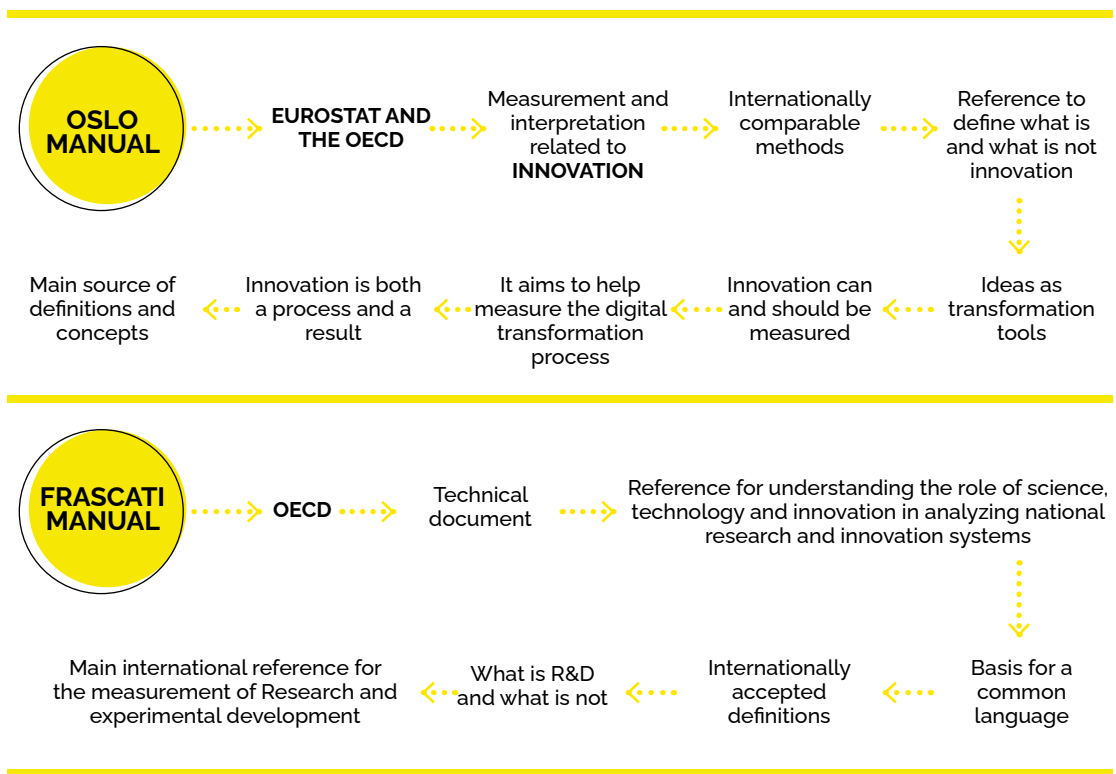 OSLO
MANUAL
EUROSTAT AND
THE OECD
Measurement and
interpretation
related to
INNOVATION
Internationally
comparable
methods
Reference to
define what is
and what is not
innovation
Ideas as
transformation
tools
Innovation can
and should be
measured
It aims to help
measure the digital
transformation
process
Innovation is both
a process and a
result
Main source of
definitions and
concepts
FRASCATI
MANUAL
OECD
Technical
document
Reference for understanding the role of science,
technology and innovation in analyzing national
research and innovation systems
Basis for a
common
language
Internationally
accepted
definitions
What is R&D
and what is not
Main international reference for
the measurement of Research and
experimental development